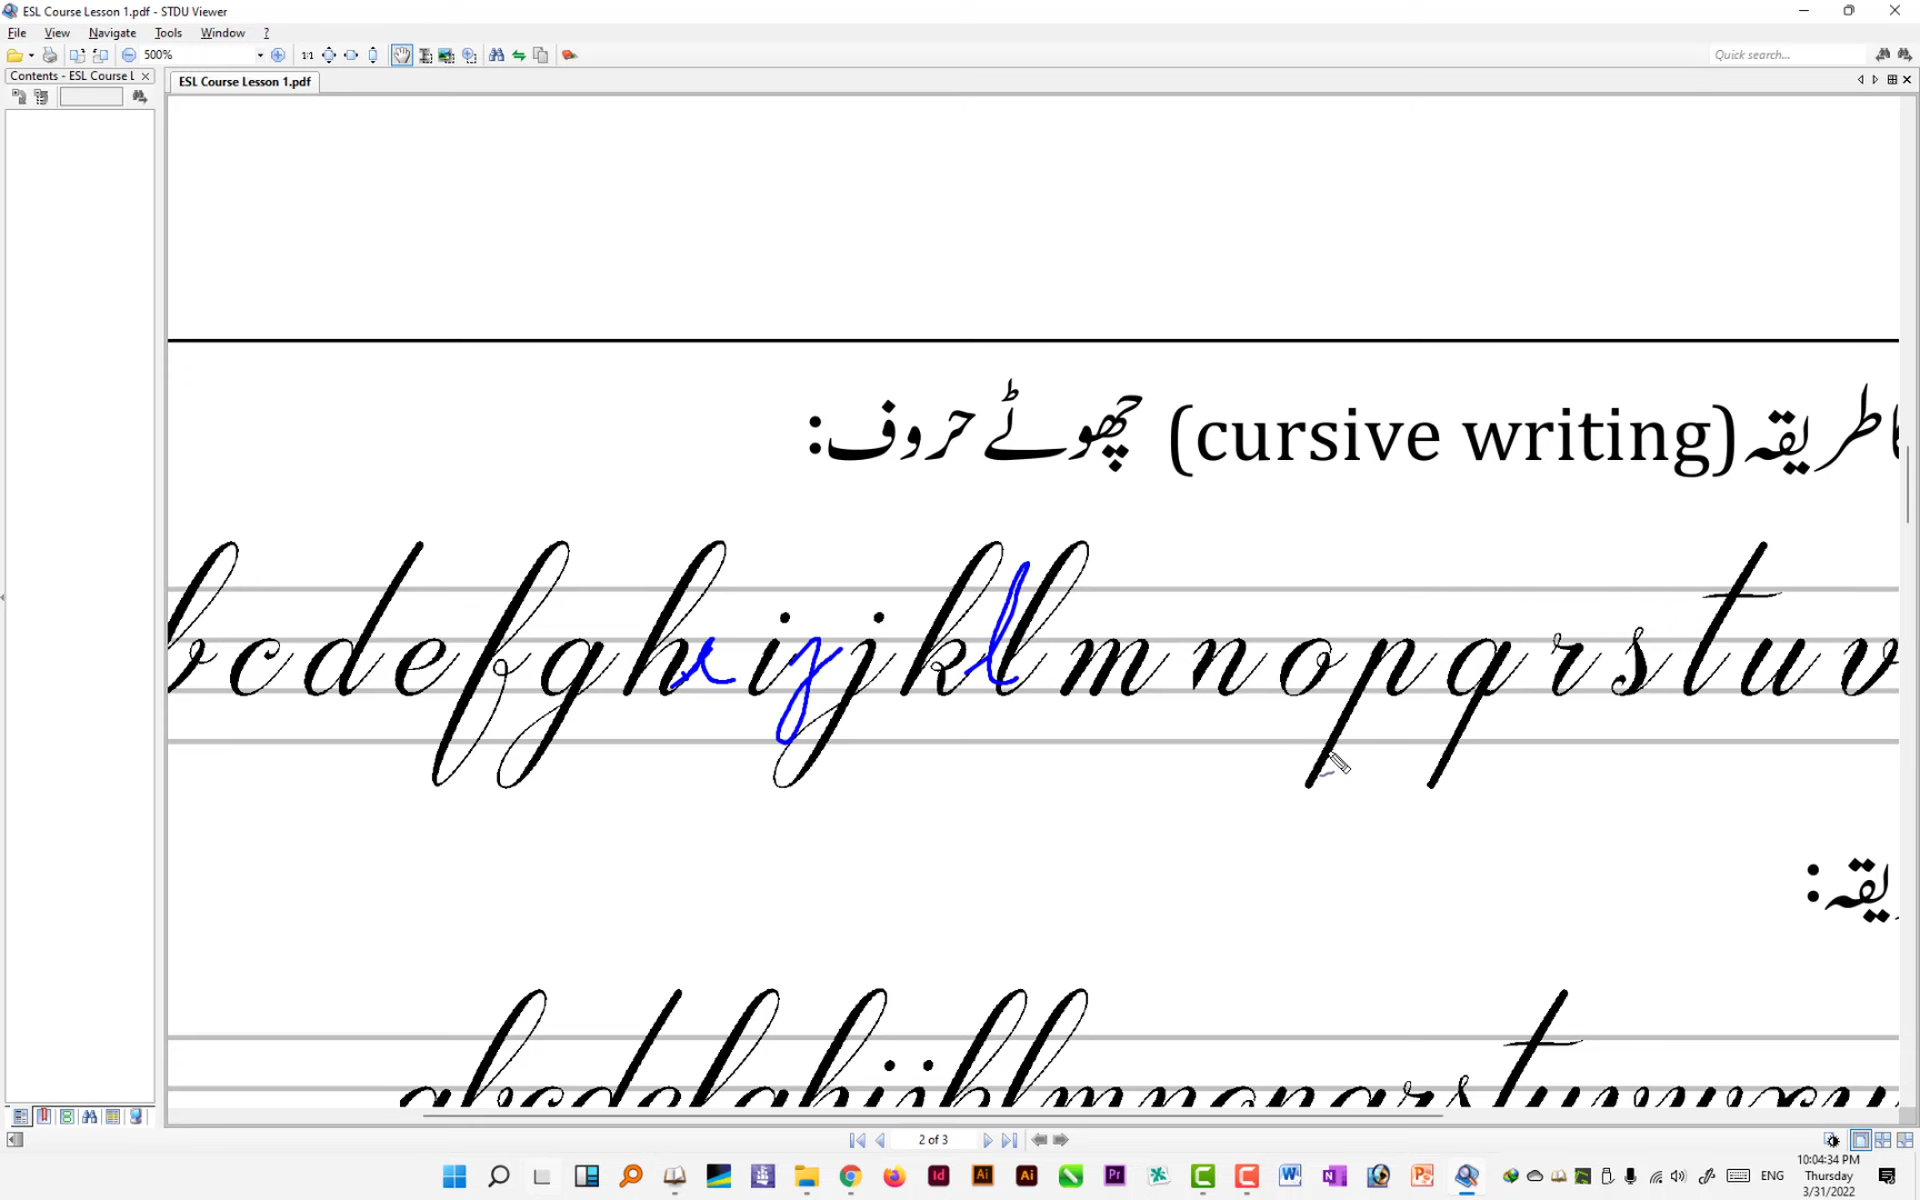 ESL Course Lesson 1.pdf - STDU Viewer
File View Navigate Tools Window ?
500% 1:1 Quick search...
Contents - ESL Course L
ESL Course Lesson 1.pdf
طریقہ (cursive writing) چھوٹے حروف:
b c d e f g h i j k l m n o p q r s t u v
یقہ:
2 of 3
ENG
10:04:34 PM
Thursday
3/31/2022